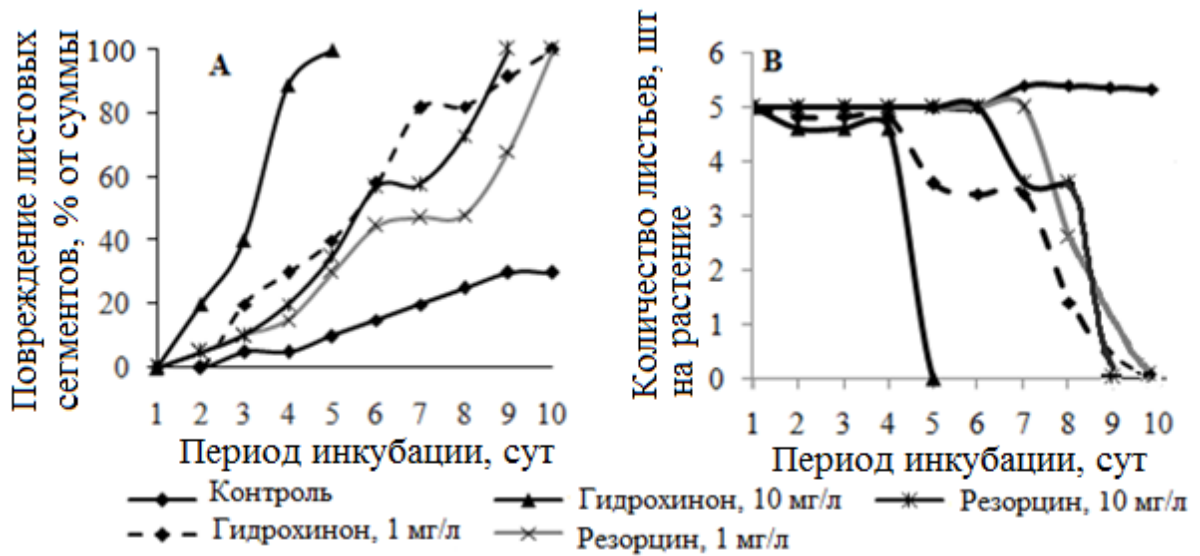 Повреждение листовых
сегментов, % от суммы
100
80
60
40
20
0
А
1 2 3 4 5 6 7 8 9 10
Период инкубации, сут
Количество листьев, шт
на растение
6
5
4
3
2
1
0
В
1 2 3 4 5 6 7 8 9 10
Период инкубации, сут
Контроль
Гидрохинон, 10 мг/л
Резорцин, 10 мг/л
Гидрохинон, 1 мг/л
Резорцин, 1 мг/л